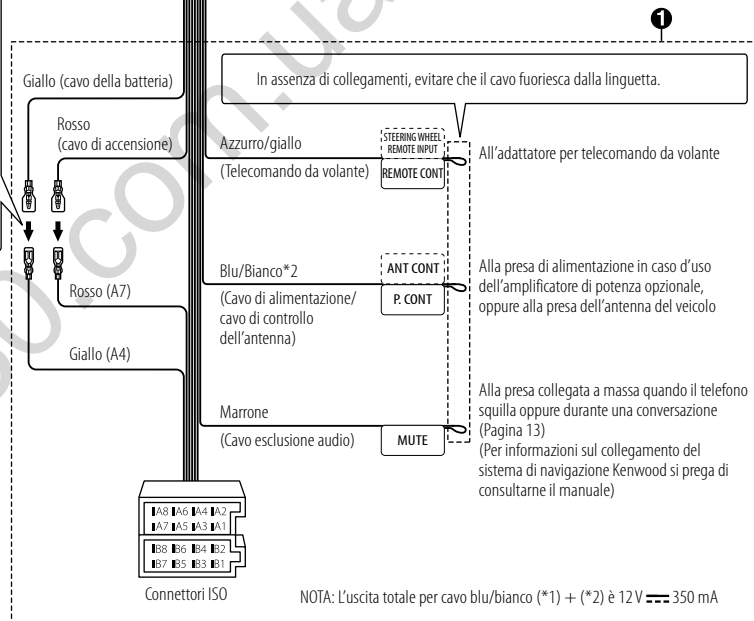 ❶
In assenza di collegamenti, evitare che il cavo fuoriesca dalla linguetta.
Giallo (cavo della batteria)
Rosso
(cavo di accensione)
Azzurro/giallo
(Telecomando da volante)
STEERING WHEEL
REMOTE INPUT
REMOTE CONT
All’adattatore per telecomando da volante
Blu/Bianco*2
(Cavo di alimentazione/
cavo di controllo
dell’antenna)
ANT CONT
P. CONT
Alla presa di alimentazione in caso d’uso
dell’amplificatore di potenza opzionale,
oppure alla presa dell’antenna del veicolo
Rosso (A7)
Giallo (A4)
Marrone
(Cavo esclusione audio)
MUTE
Alla presa collegata a massa quando il telefono
squilla oppure durante una conversazione
(Pagina 13)
(Per informazioni sul collegamento del
sistema di navigazione Kenwood si prega di
consultarne il manuale)
A8 A6 A4 A2
A7 A5 A3 A1
B8 B6 B4 B2
B7 B5 B3 B1
Connettori ISO
NOTA: L’uscita totale per cavo blu/bianco (*1) + (*2) è 12 V ⎓ 350 mA
.com.ua